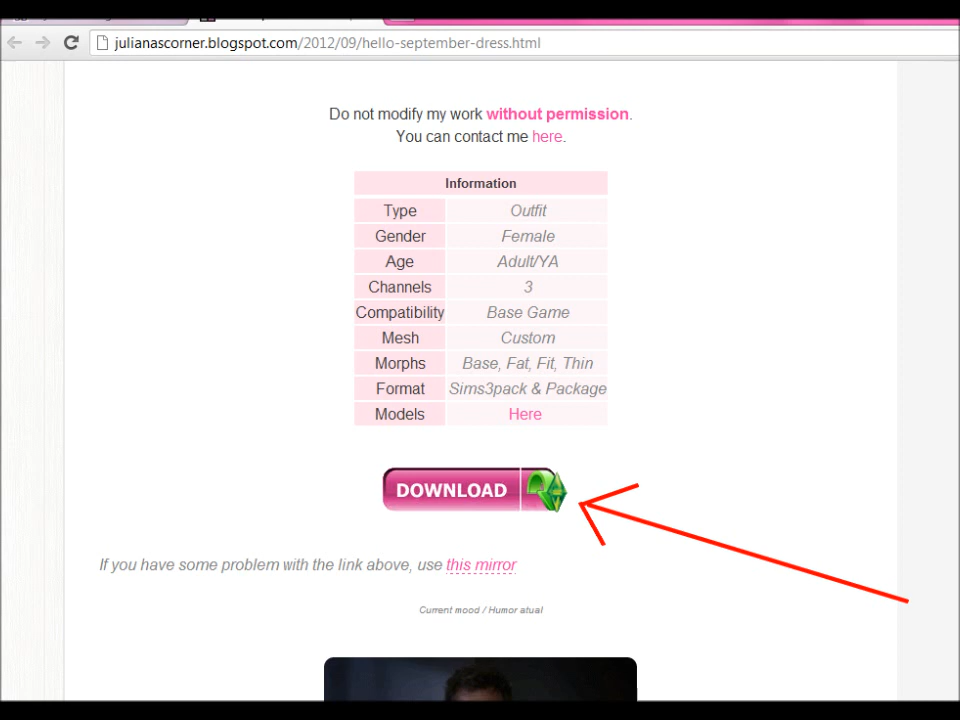 julianascorner.blogspot.com/2012/09/hello-september-dress.html
Do not modify my work without permission.
You can contact me here.
Information
Type Outfit
Gender Female
Age Adult/YA
Channels 3
Compatibility Base Game
Mesh Custom
Morphs Base, Fat, Fit, Thin
Format Sims3pack & Package
Models Here
DOWNLOAD
If you have some problem with the link above, use this mirror
Current mood / Humor atual